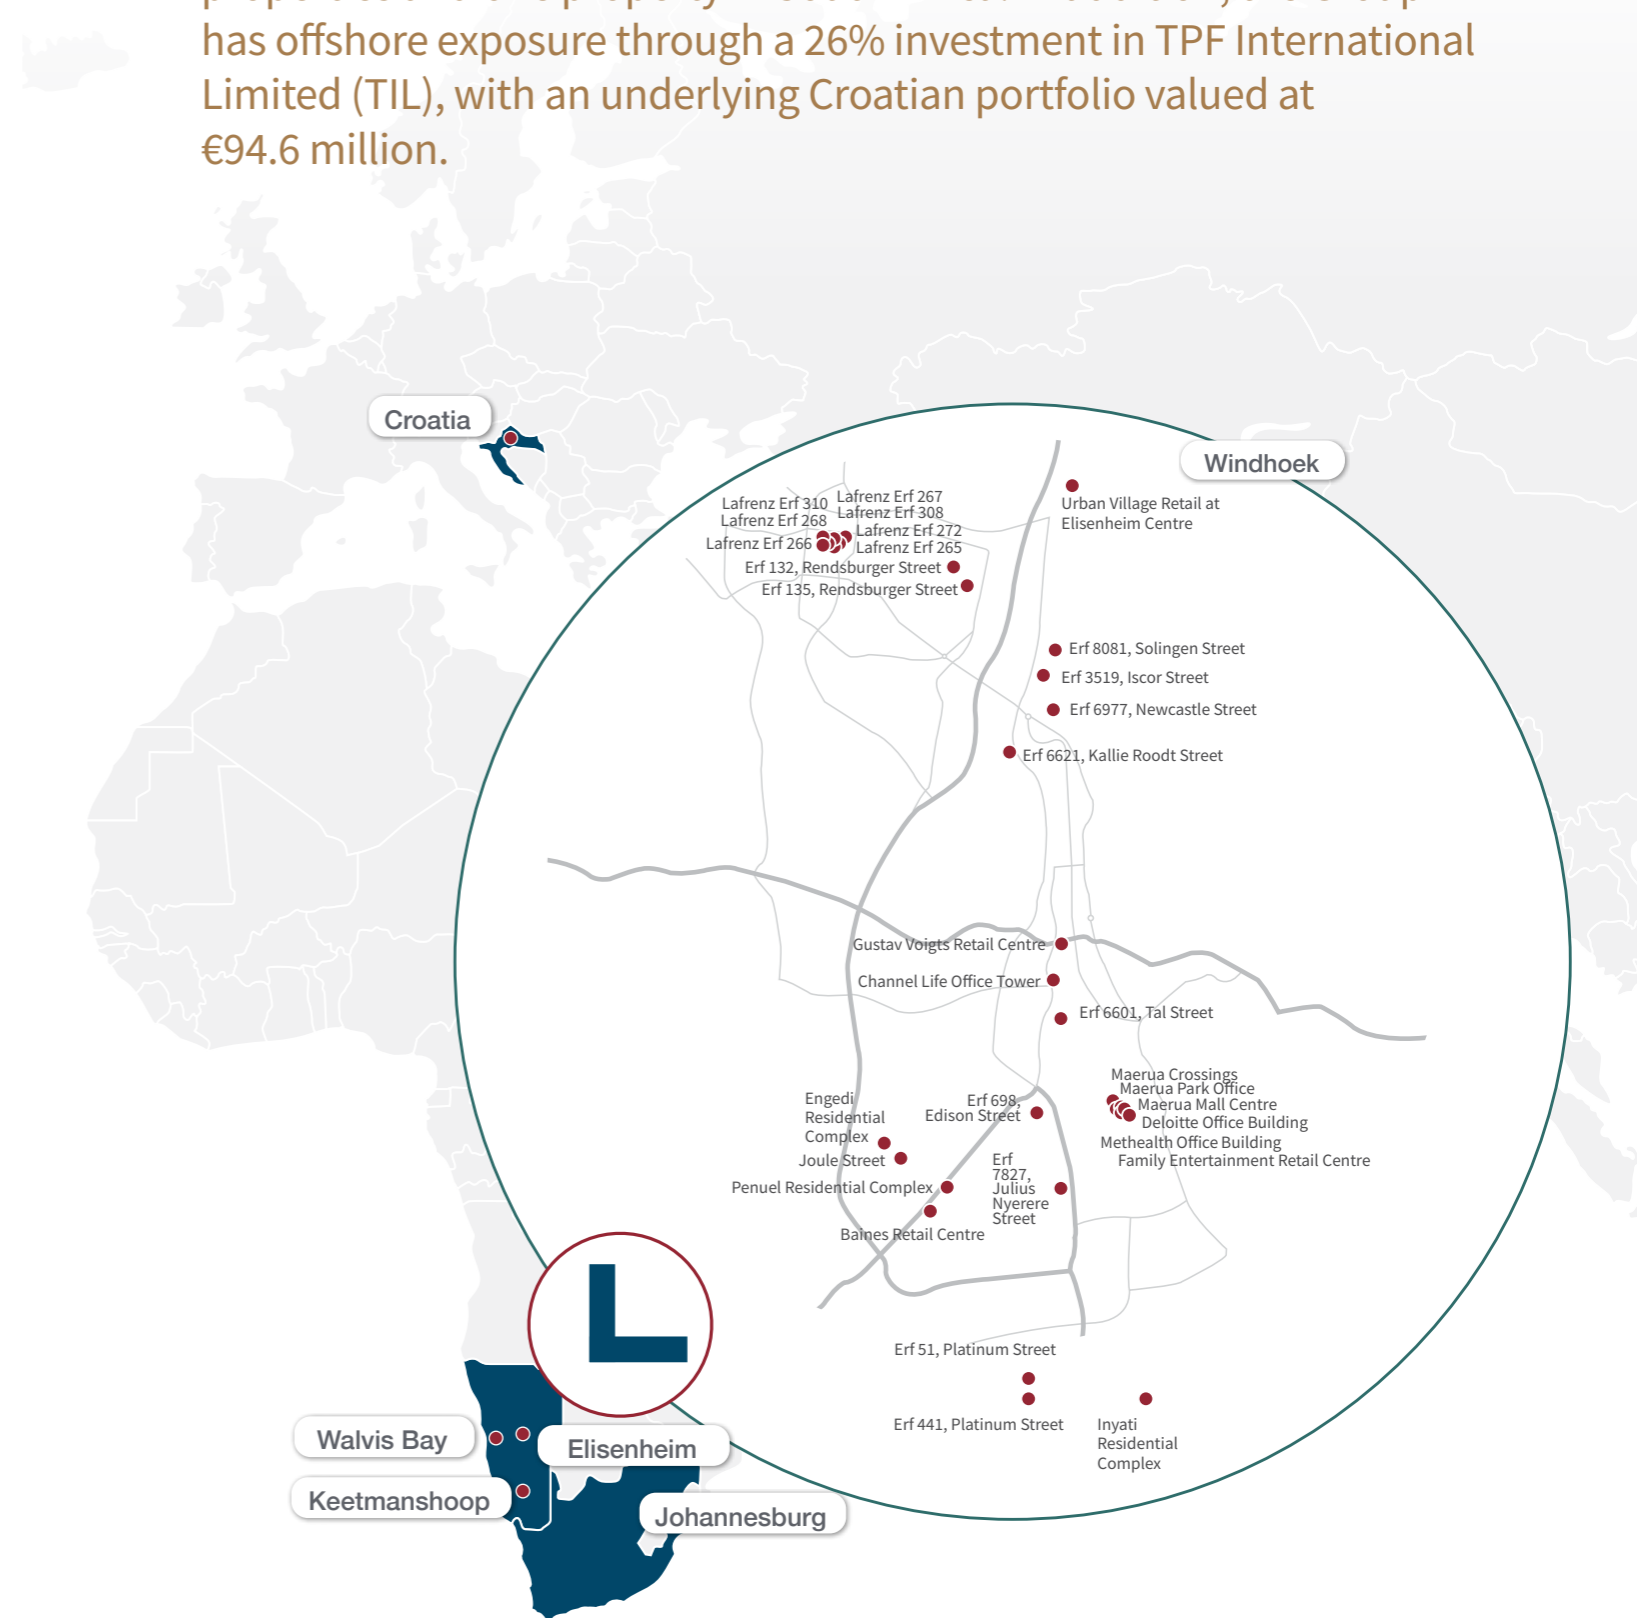 has offshore exposure through a 26% investment in TPF International
Limited (TIL), with an underlying Croatian portfolio valued at
€94.6 million.
Croatia
Windhoek
Urban Village Retail at
Elisenheim Centre
Lafrenz Erf 310
Lafrenz Erf 267
Lafrenz Erf 268
Lafrenz Erf 308
Lafrenz Erf 272
Lafrenz Erf 266
Lafrenz Erf 265
Erf 132, Rendsburger Street
Erf 135, Rendsburger Street
Erf 8081, Solingen Street
Erf 3519, Iscor Street
Erf 6977, Newcastle Street
Erf 6621, Kallie Roodt Street
Gustav Voigts Retail Centre
Channel Life Office Tower
Erf 6601, Tal Street
Maerua Crossings
Maerua Park Office
Maerua Mall Centre
Deloitte Office Building
Methealth Office Building
Family Entertainment Retail Centre
Engedi
Residential
Complex
Erf 698,
Edison Street
Joule Street
Penuel Residential Complex
Erf
7827,
Julius
Nyerere
Street
Baines Retail Centre
Erf 51, Platinum Street
Erf 441, Platinum Street
Inyati
Residential
Complex
Walvis Bay
Elisenheim
Keetmanshoop
Johannesburg